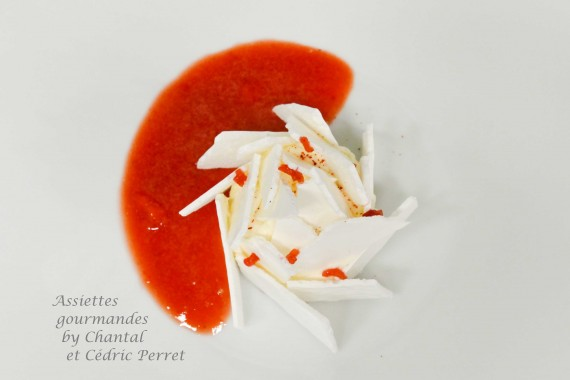 Assiettes
gourmandes
by Chantal
et Cédric Perret